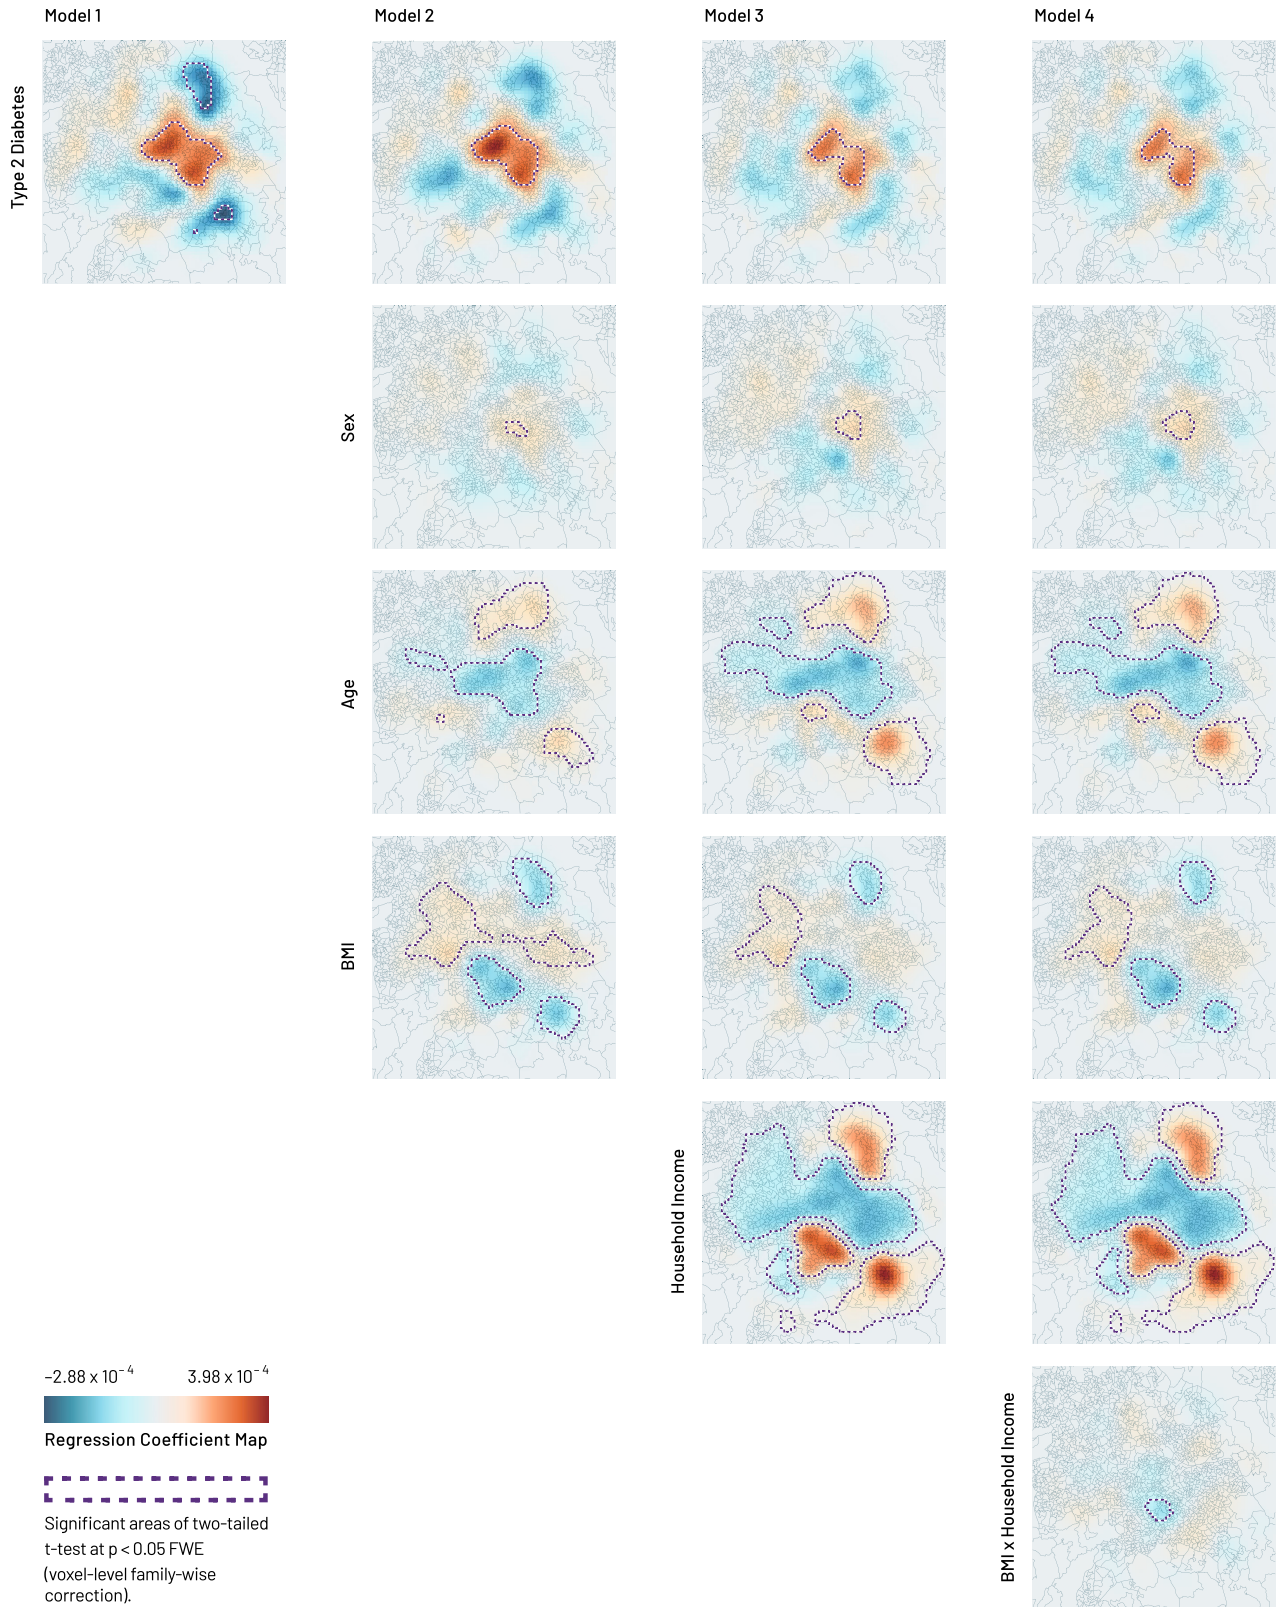 Model 1
Model 2
Model 3
Model 4
Type 2 Diabetes
Sex
Age
BMI
Household Income
BMI x Household Income
–2.88 x 10⁻⁴
3.98 x 10⁻⁴
Regression Coefficient Map
Significant areas of two-tailed
t-test at p < 0.05 FWE
(voxel-level family-wise
correction).